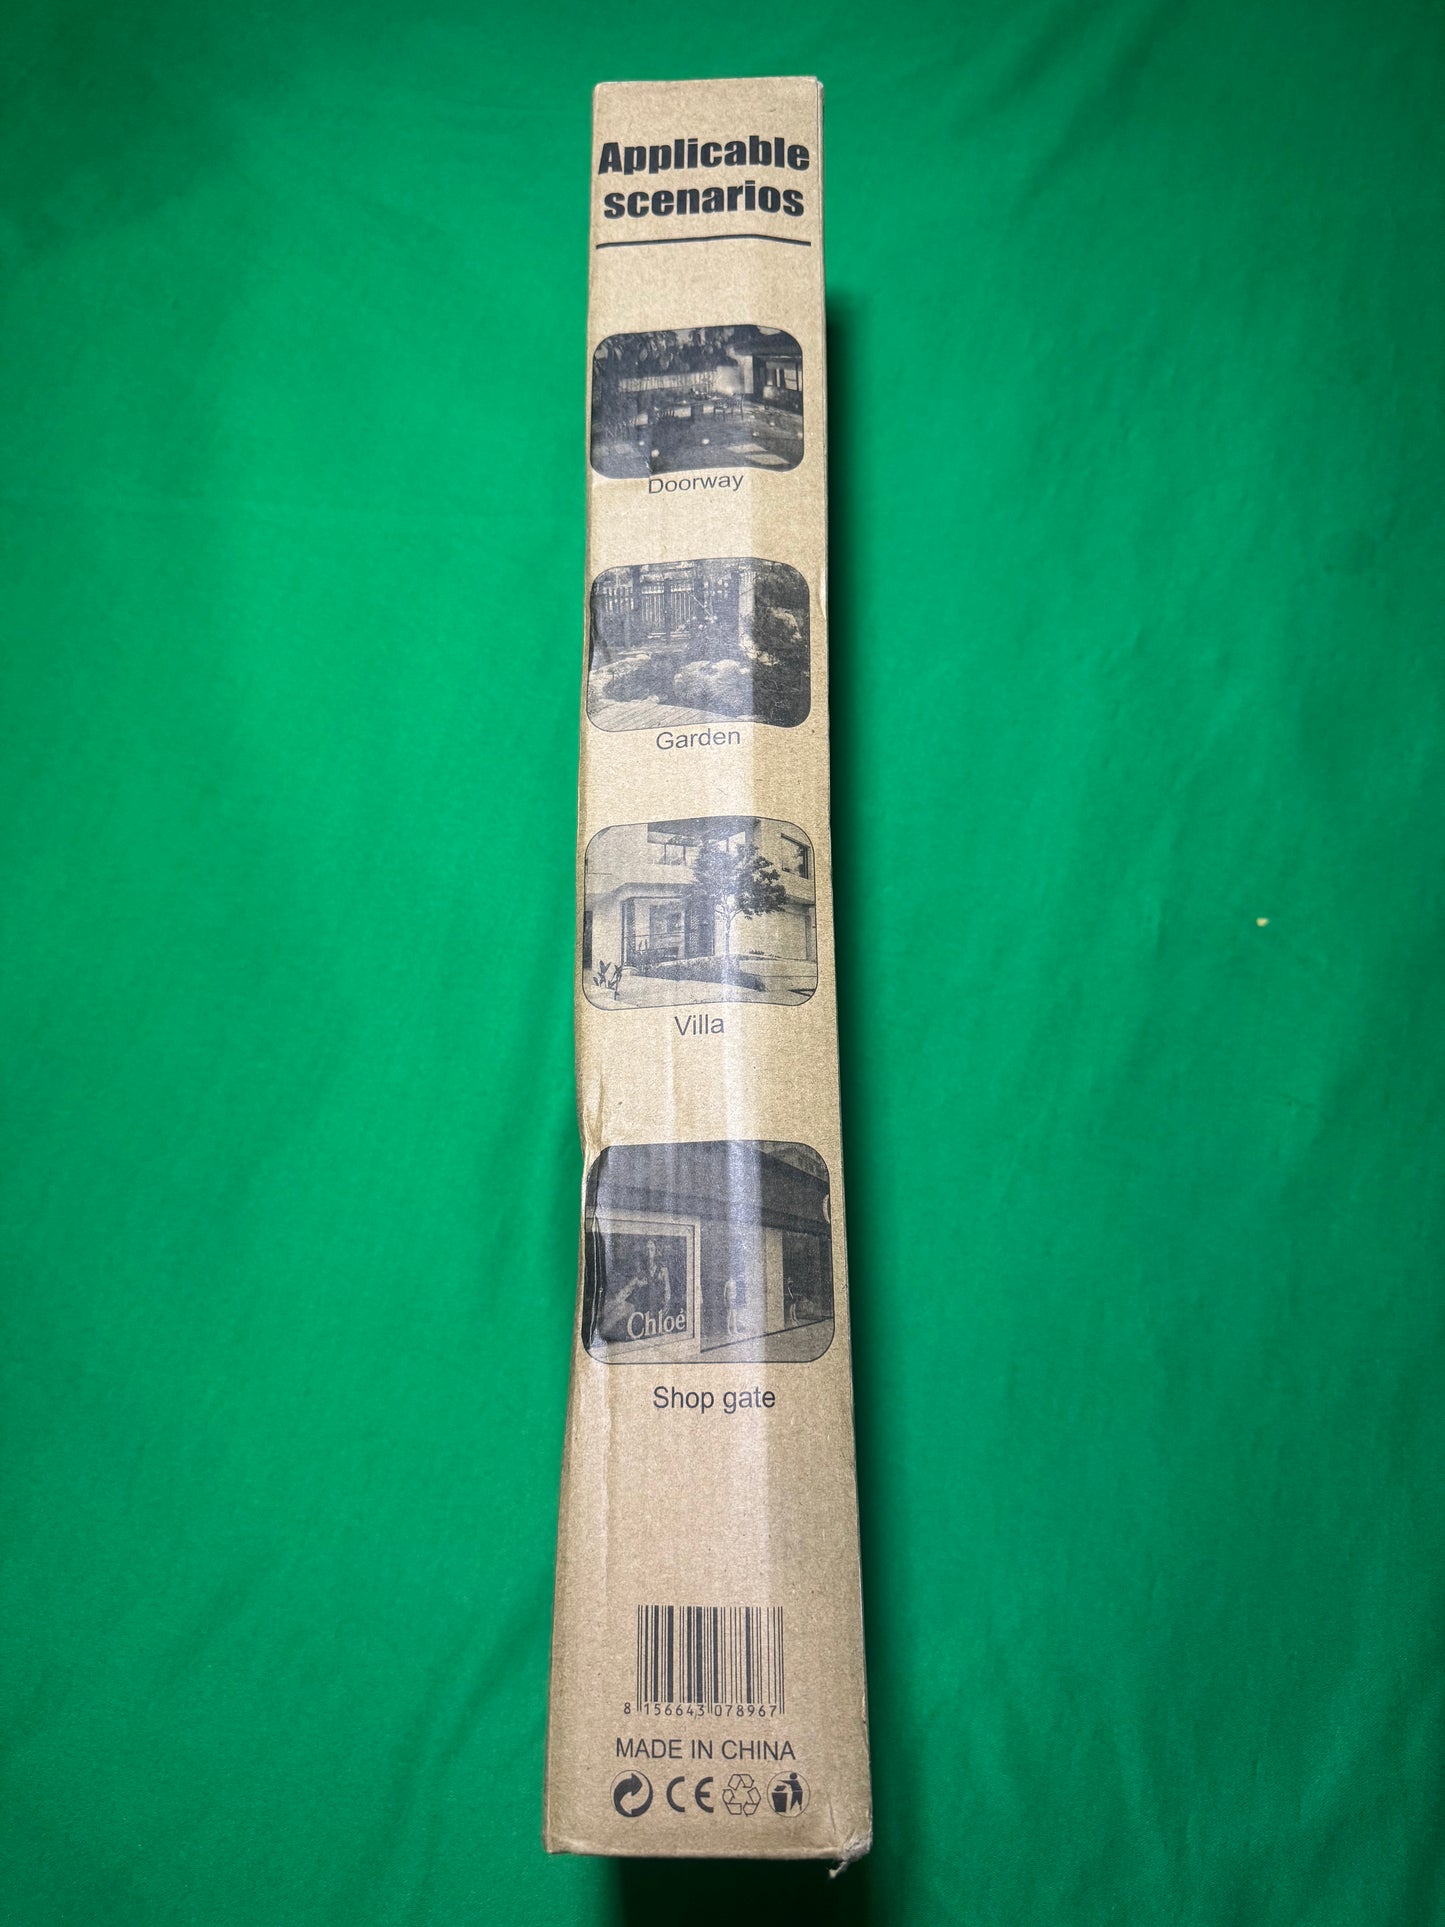 Applicable
scenarios
Doorway
Garden
Villa
Chloé
Shop gate
8 156643 078967
MADE IN CHINA
CE